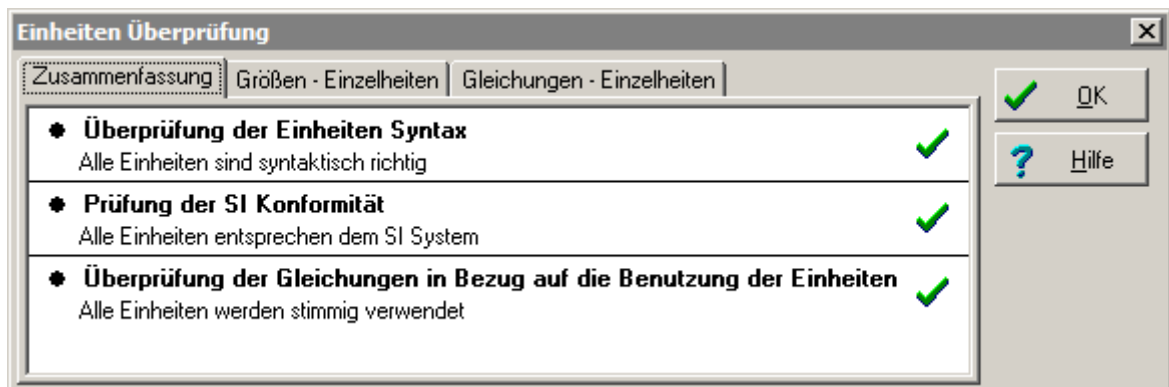 Einheiten Überprüfung
Zusammenfassung Größen - Einzelheiten Gleichungen - Einzelheiten
Überprüfung der Einheiten Syntax
Alle Einheiten sind syntaktisch richtig
Prüfung der SI Konformität
Alle Einheiten entsprechen dem SI System
Überprüfung der Gleichungen in Bezug auf die Benutzung der Einheiten
Alle Einheiten werden stimmig verwendet
OK
Hilfe